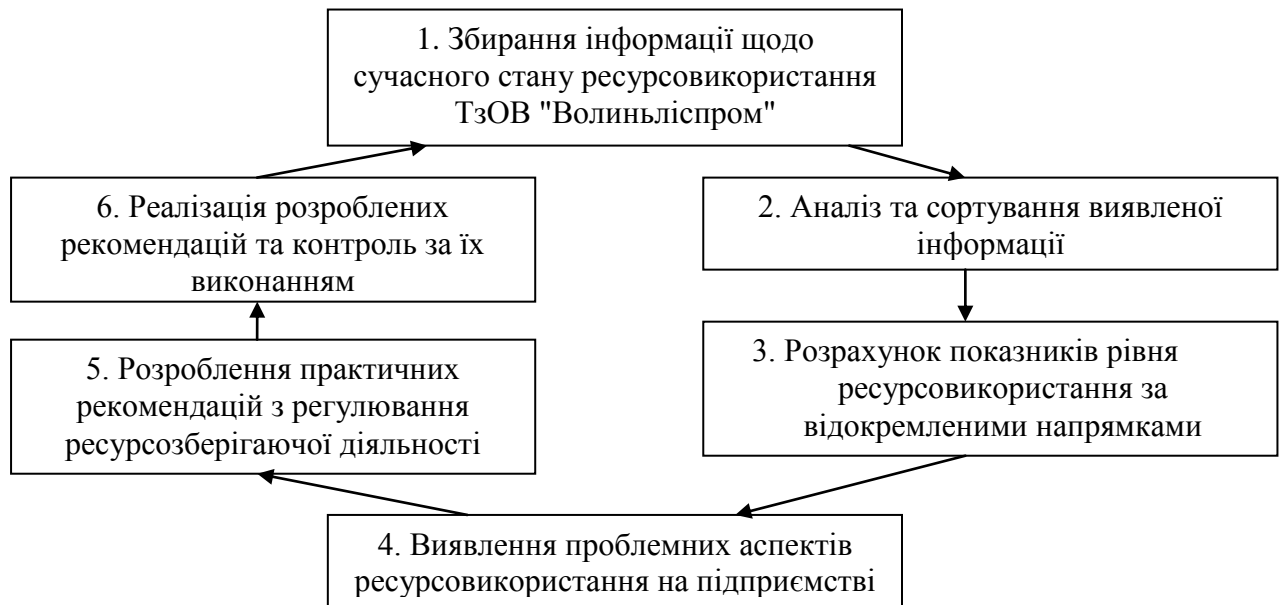 1. Збирання інформації щодо
сучасного стану ресурсовикористання
ТзОВ "Волиньліспром"
2. Аналіз та сортування виявленої
інформації
3. Розрахунок показників рівня
ресурсовикористання за
відокремленими напрямками
4. Виявлення проблемних аспектів
ресурсовикористання на підприємстві
5. Розроблення практичних
рекомендацій з регулювання
ресурсозберігаючої діяльності
6. Реалізація розроблених
рекомендацій та контроль за їх
виконанням